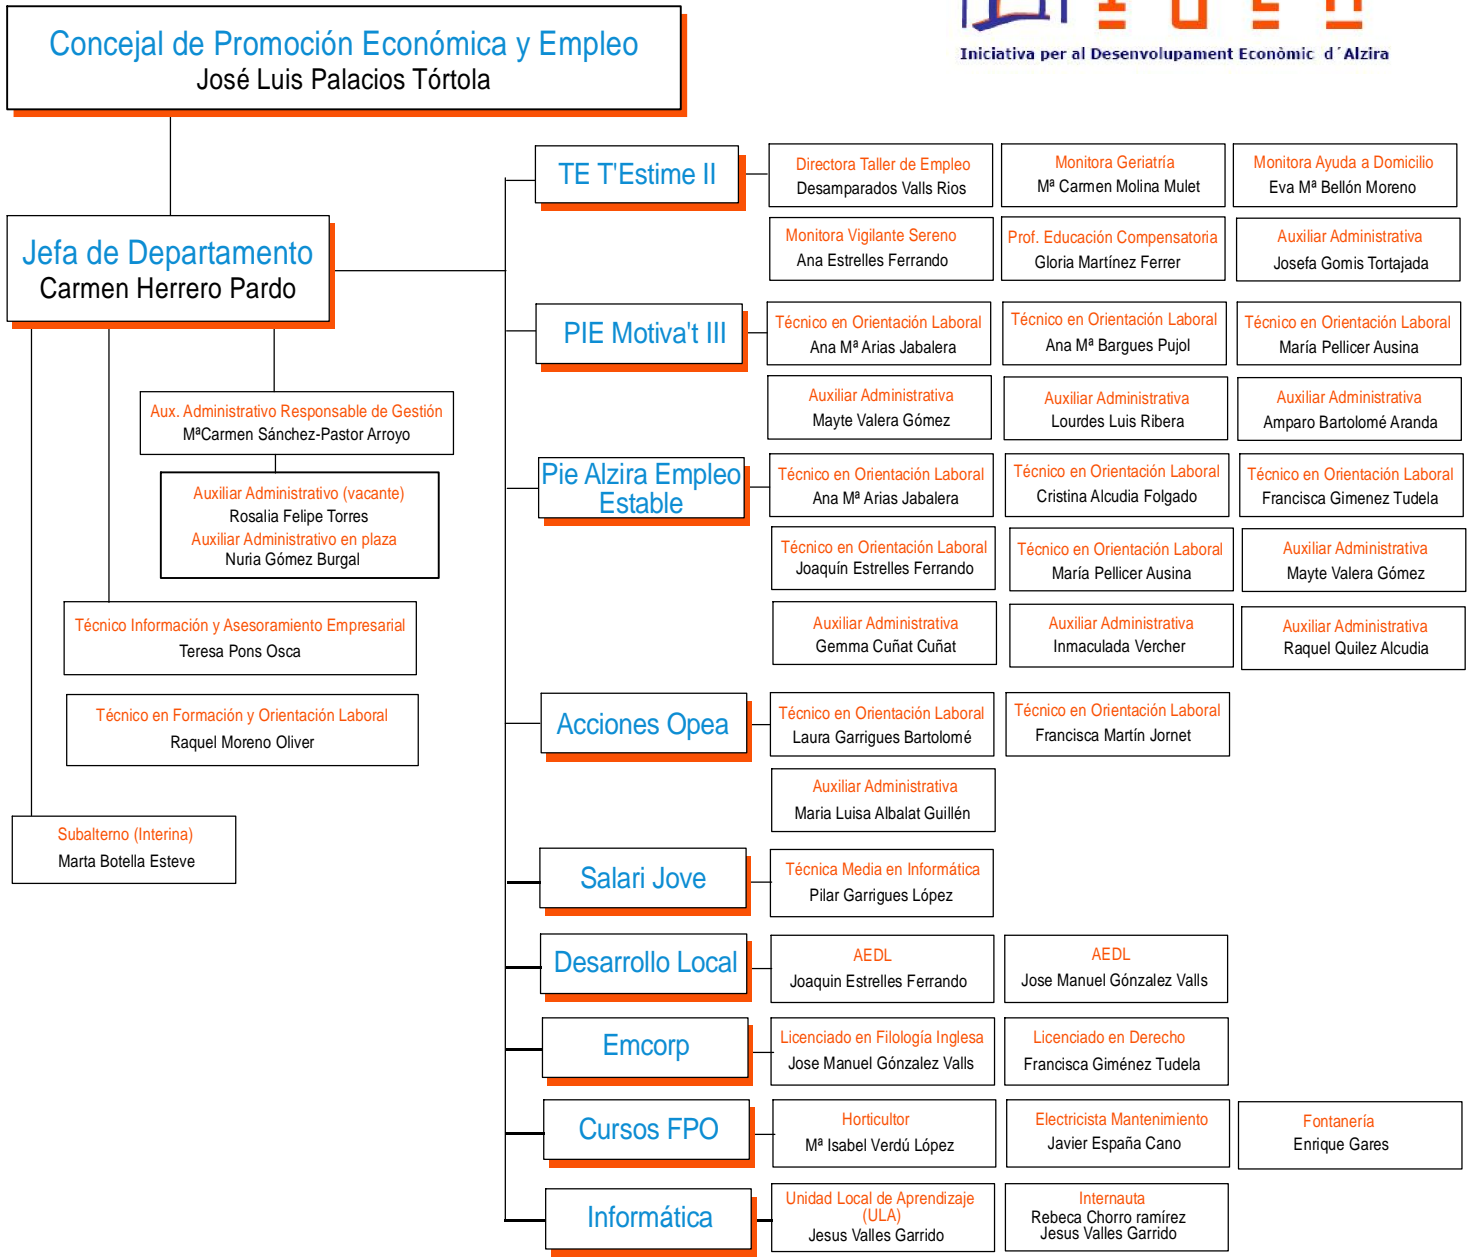 Concejal de Promoción Económica y Empleo
José Luis Palacios Tórtola
Iniciativa per al Desenvolupament Econòmic d´Alzira
Jefa de Departamento
Carmen Herrero Pardo
Aux. Administrativo Responsable de Gestión
MªCarmen Sánchez-Pastor Arroyo
Auxiliar Administrativo (vacante)
Rosalia Felipe Torres
Auxiliar Administrativo en plaza
Nuria Gómez Burgal
Técnico Información y Asesoramiento Empresarial
Teresa Pons Osca
Técnico en Formación y Orientación Laboral
Raquel Moreno Oliver
Subalterno (Interina)
Marta Botella Esteve
TE T'Estime II
Directora Taller de Empleo
Desamparados Valls Rios
Monitora Geriatría
Mª Carmen Molina Mulet
Monitora Ayuda a Domicilio
Eva Mª Bellón Moreno
Monitora Vigilante Sereno
Ana Estrelles Ferrando
Prof. Educación Compensatoria
Gloria Martínez Ferrer
Auxiliar Administrativa
Josefa Gomis Tortajada
PIE Motiva't III
Técnico en Orientación Laboral
Ana Mª Arias Jabalera
Técnico en Orientación Laboral
Ana Mª Bargues Pujol
Técnico en Orientación Laboral
María Pellicer Ausina
Auxiliar Administrativa
Mayte Valera Gómez
Auxiliar Administrativa
Lourdes Luis Ribera
Auxiliar Administrativa
Amparo Bartolomé Aranda
Pie Alzira Empleo
Estable
Técnico en Orientación Laboral
Ana Mª Arias Jabalera
Técnico en Orientación Laboral
Cristina Alcudia Folgado
Técnico en Orientación Laboral
Francisca Gimenez Tudela
Técnico en Orientación Laboral
Joaquín Estrelles Ferrando
Técnico en Orientación Laboral
María Pellicer Ausina
Auxiliar Administrativa
Mayte Valera Gómez
Auxiliar Administrativa
Gemma Cuñat Cuñat
Auxiliar Administrativa
Inmaculada Vercher
Auxiliar Administrativa
Raquel Quilez Alcudia
Acciones Opea
Técnico en Orientación Laboral
Laura Garrigues Bartolomé
Técnico en Orientación Laboral
Francisca Martín Jornet
Auxiliar Administrativa
Maria Luisa Albalat Guillén
Salari Jove
Técnica Media en Informática
Pilar Garrigues López
Desarrollo Local
AEDL
Joaquin Estrelles Ferrando
AEDL
Jose Manuel Gónzalez Valls
Emcorp
Licenciado en Filología Inglesa
Jose Manuel Gónzalez Valls
Licenciado en Derecho
Francisca Giménez Tudela
Cursos FPO
Horticultor
Mª Isabel Verdú López
Electricista Mantenimiento
Javier España Cano
Fontanería
Enrique Gares
Informática
Unidad Local de Aprendizaje
(ULA)
Jesus Valles Garrido
Internauta
Rebeca Chorro ramírez
Jesus Valles Garrido